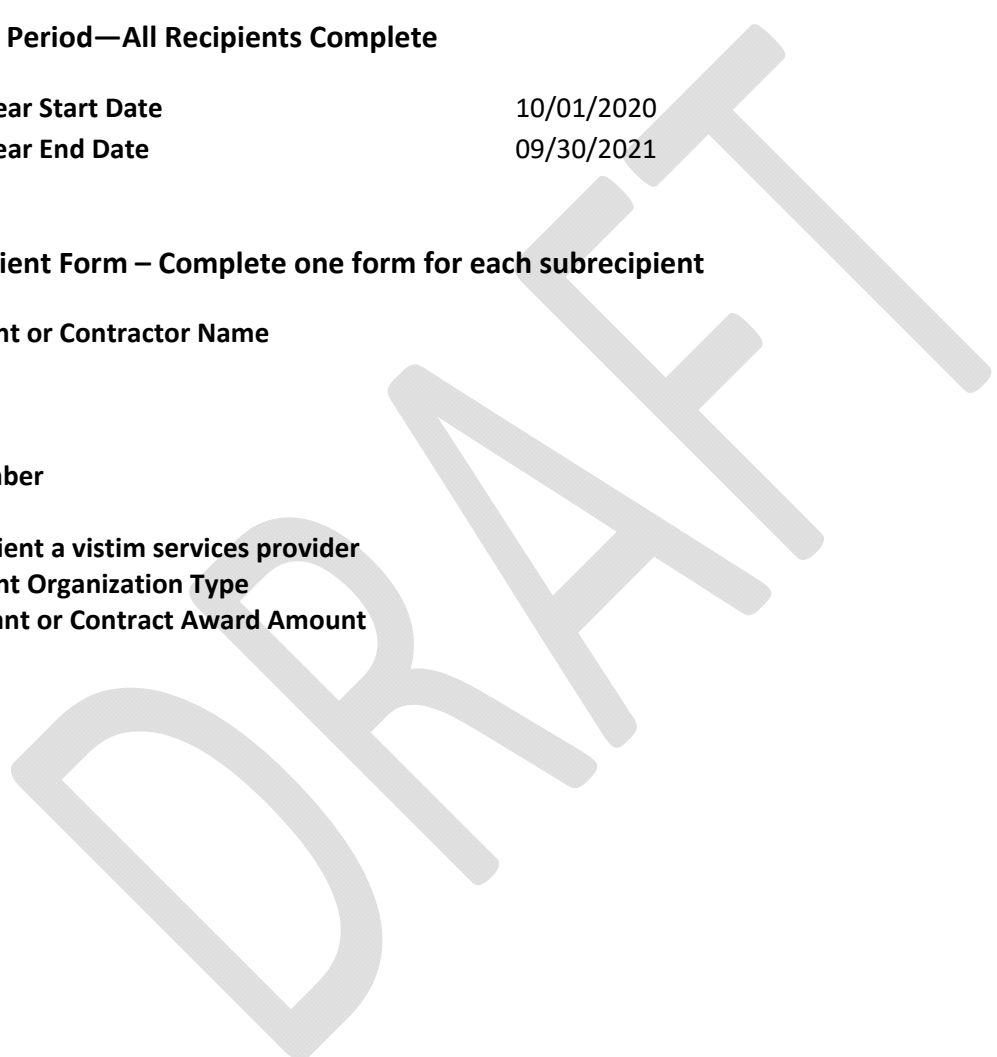 Period—All Recipients Complete
ear Start Date 10/01/2020
ear End Date 09/30/2021
ient Form – Complete one form for each subrecipient
nt or Contractor Name
ber
ient a vistim services provider
nt Organization Type
ant or Contract Award Amount
DRAFT